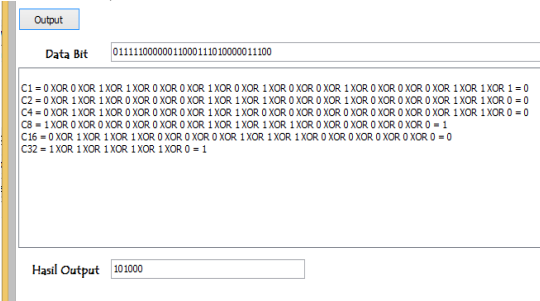 Output
Data Bit 01111100000011000111010000011100
C1 = 0 XOR 0 XOR 1 XOR 1 XOR 0 XOR 0 XOR 0 XOR 1 XOR 0 XOR 1 XOR 0 XOR 0 XOR 0 XOR 0 XOR 0 XOR 1 XOR 1 XOR 1 = 0
C2 = 0 XOR 1 XOR 1 XOR 0 XOR 0 XOR 0 XOR 1 XOR 0 XOR 1 XOR 0 XOR 0 XOR 0 XOR 0 XOR 0 XOR 0 XOR 1 XOR 1 XOR 0 = 0
C4 = 0 XOR 1 XOR 1 XOR 0 XOR 0 XOR 0 XOR 1 XOR 1 XOR 0 XOR 0 XOR 1 XOR 0 XOR 0 XOR 0 XOR 0 XOR 1 XOR 1 XOR 0 = 0
C8 = 1 XOR 0 XOR 0 XOR 0 XOR 0 XOR 0 XOR 1 XOR 1 XOR 0 XOR 0 XOR 0 XOR 0 XOR 0 XOR 0 XOR 0 = 1
C16 = 0 XOR 1 XOR 1 XOR 1 XOR 0 XOR 0 XOR 0 XOR 1 XOR 1 XOR 1 XOR 0 XOR 0 XOR 0 XOR 0 XOR 0 = 0
C32 = 1 XOR 1 XOR 1 XOR 1 XOR 1 XOR 0 = 1
Hasil Output 101000